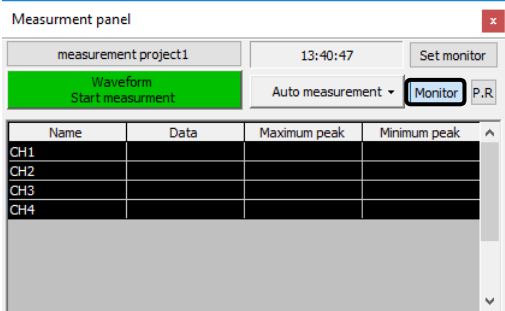 Measurment panel
x
measurement project1
13:40:47
Set monitor
Waveform
Start measurment
Auto measurement
Monitor
P.R
Name Data Maximum peak Minimum peak
CH1
CH2
CH3
CH4